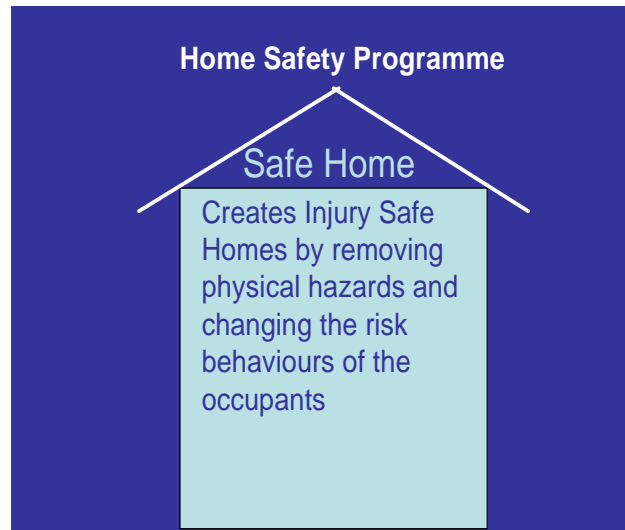 Home Safety Programme
Safe Home
Creates Injury Safe
Homes by removing
physical hazards and
changing the risk
behaviours of the
occupants